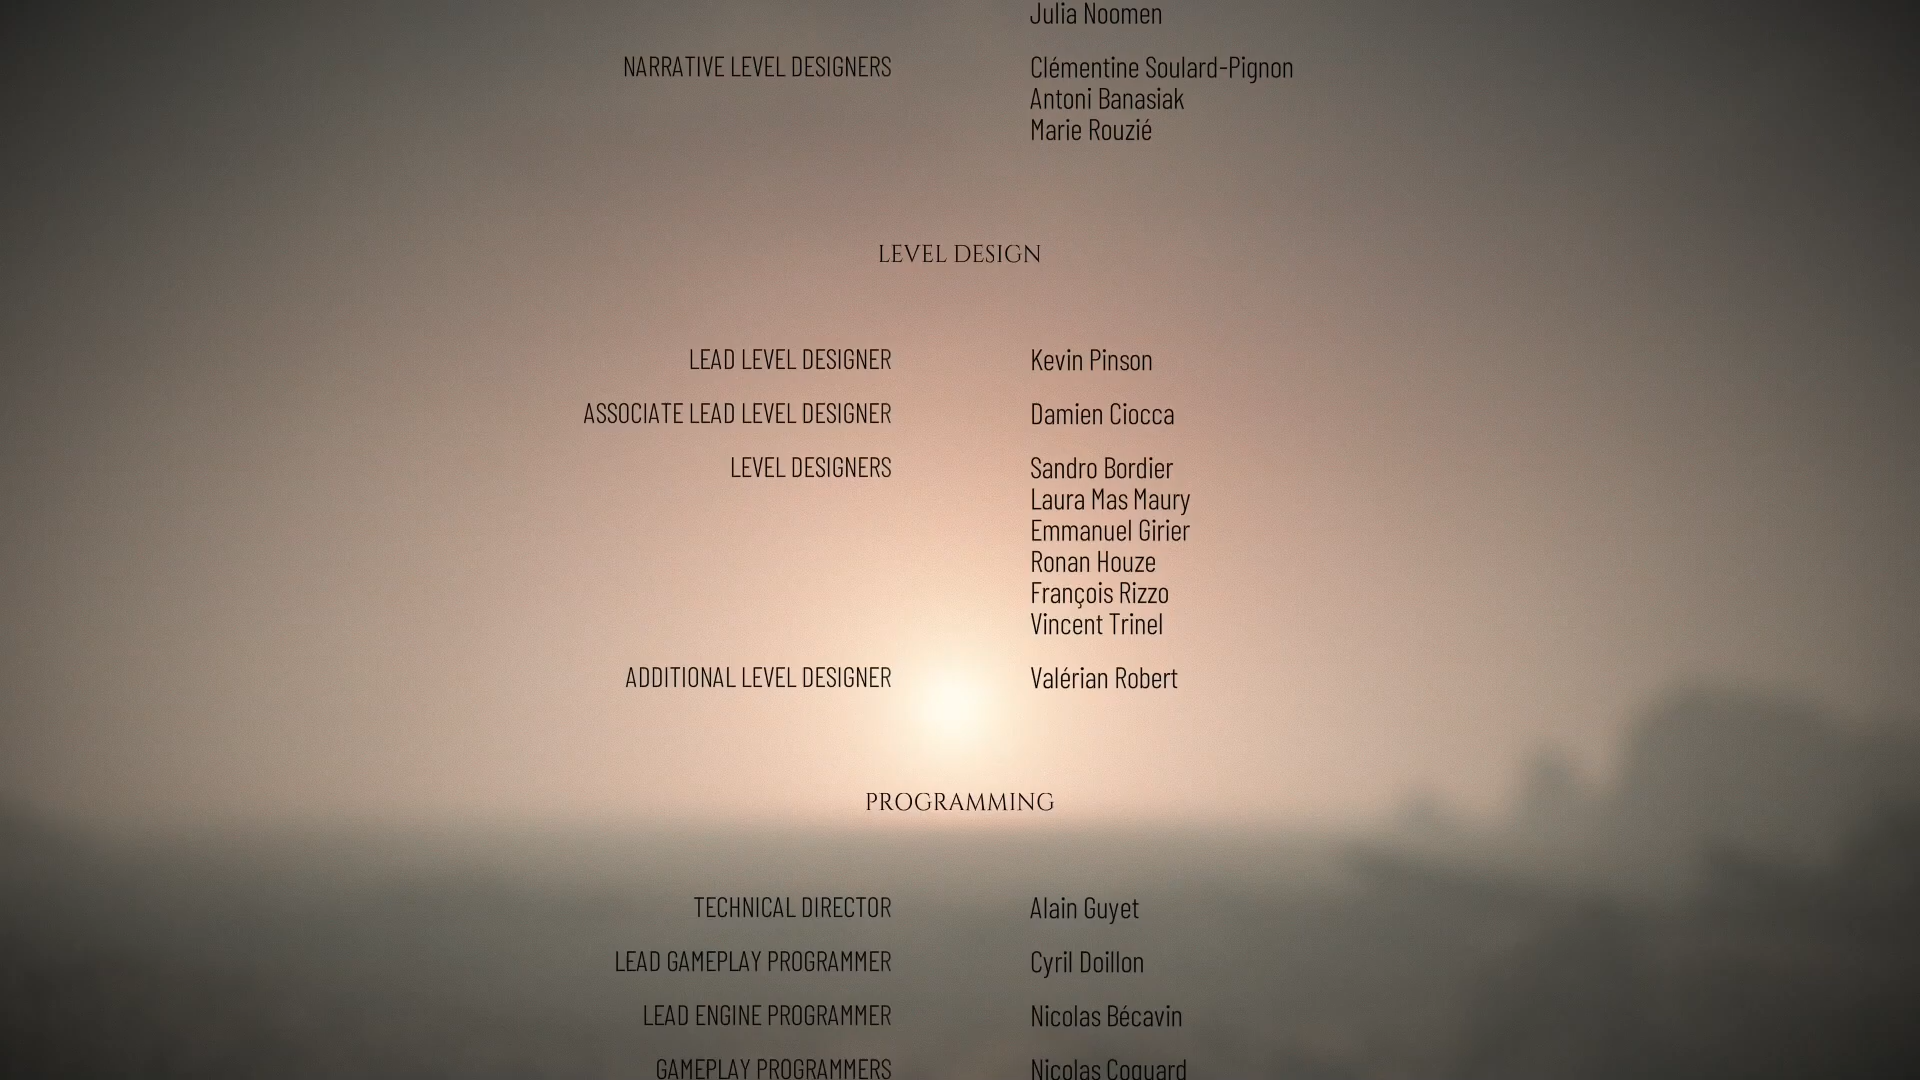 Julia Noomen
NARRATIVE LEVEL DESIGNERS Clémentine Soulard-Pignon
Antoni Banasiak
Marie Rouzié
LEVEL DESIGN
LEAD LEVEL DESIGNER Kevin Pinson
ASSOCIATE LEAD LEVEL DESIGNER Damien Ciocca
LEVEL DESIGNERS Sandro Bordier
Laura Mas Maury
Emmanuel Girier
Ronan Houze
François Rizzo
Vincent Trinel
ADDITIONAL LEVEL DESIGNER Valérian Robert
PROGRAMMING
TECHNICAL DIRECTOR Alain Guyet
LEAD GAMEPLAY PROGRAMMER Cyril Doillon
LEAD ENGINE PROGRAMMER Nicolas Bécavin
GAMEPLAY PROGRAMMERS Nicolas Coquard